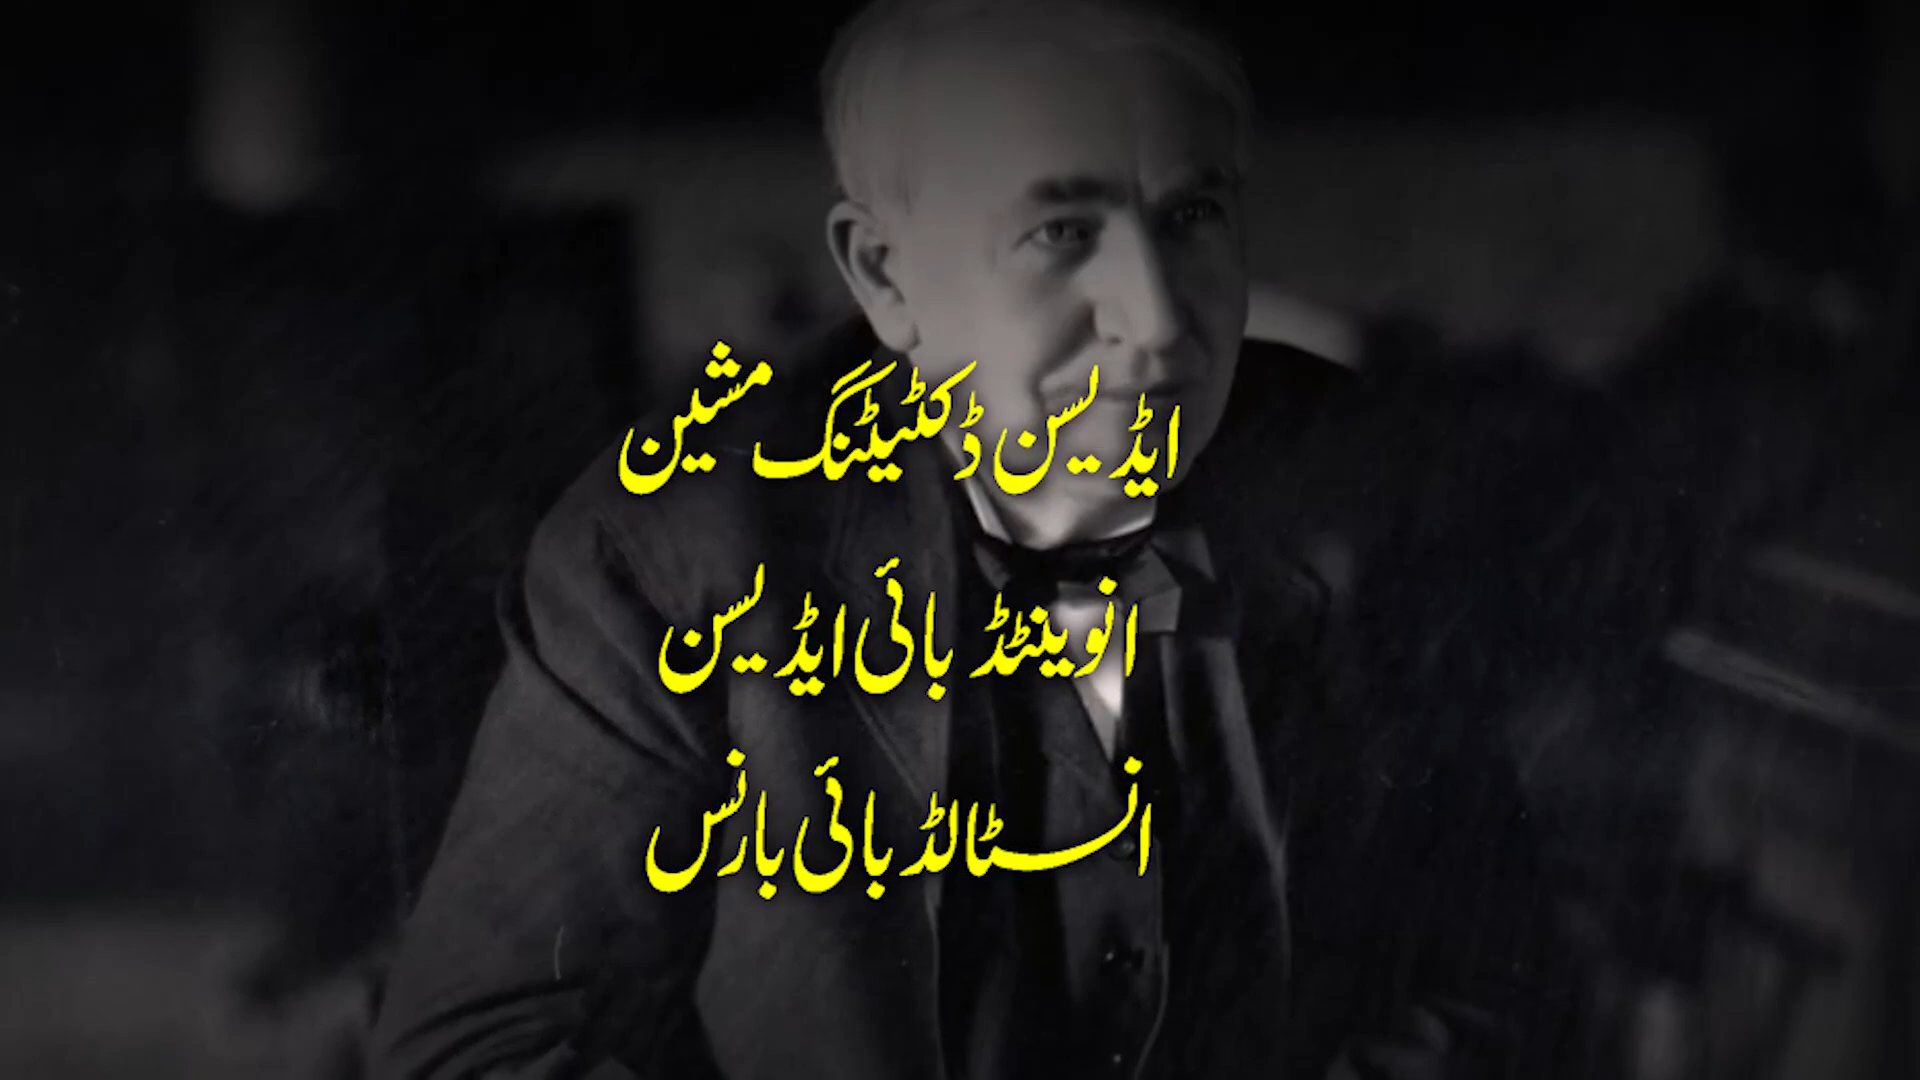 ایڈیسن ڈکٹیٹنگ مشین
انوینٹڈ بائی ایڈیسن
انسٹالڈ بائی بارنس